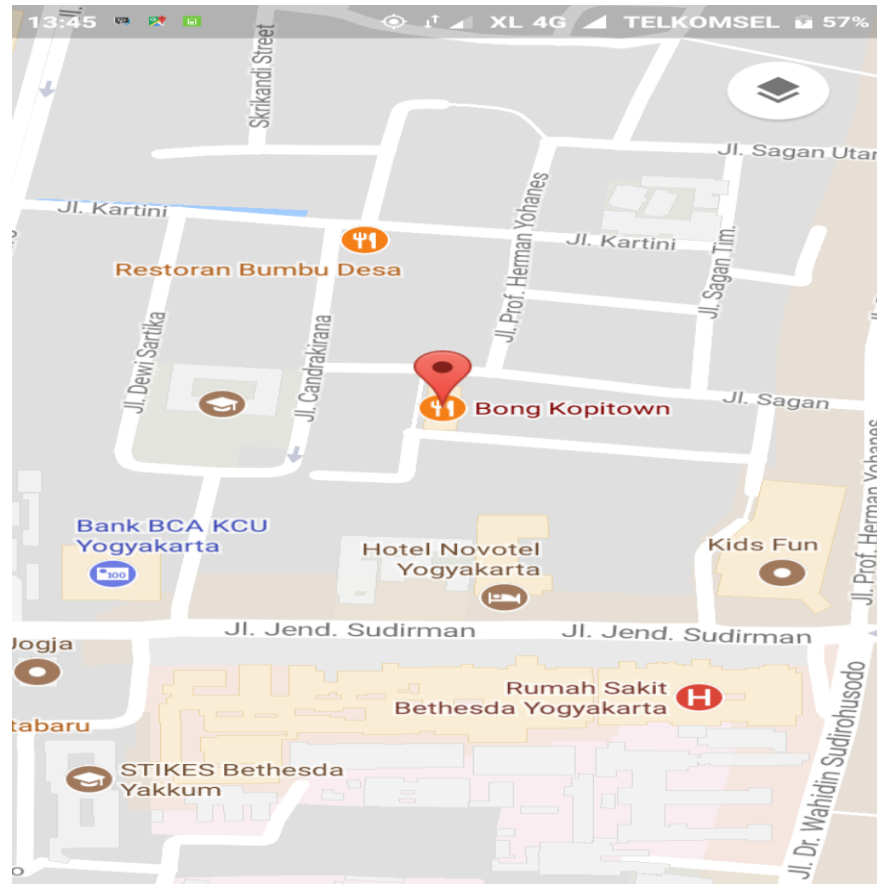 13:45 XL 4G TELKOMSEL 57%
Skrikandi Street
Jl. Sagan Utar
Jl. Kartini
Jl. Prof. Herman Yohanes
Jl. Kartini
Restoran Bumbu Desa
Jl. Sagan Tim.
Jl. Dewi Sartika
Jl. Candrakirana
Jl. Sagan
Bong Kopitown
Jl. Prof. Herman Yohanes
Bank BCA KCU
Yogyakarta
100
Hotel Novotel
Yogyakarta
Kids Fun
Jl. Jend. Sudirman
Jl. Jend. Sudirman
Jogja
Rumah Sakit
Bethesda Yogyakarta
H
tabaru
STIKES Bethesda
Yakkum
Jl. Dr. Wahidin Sudirohusodo